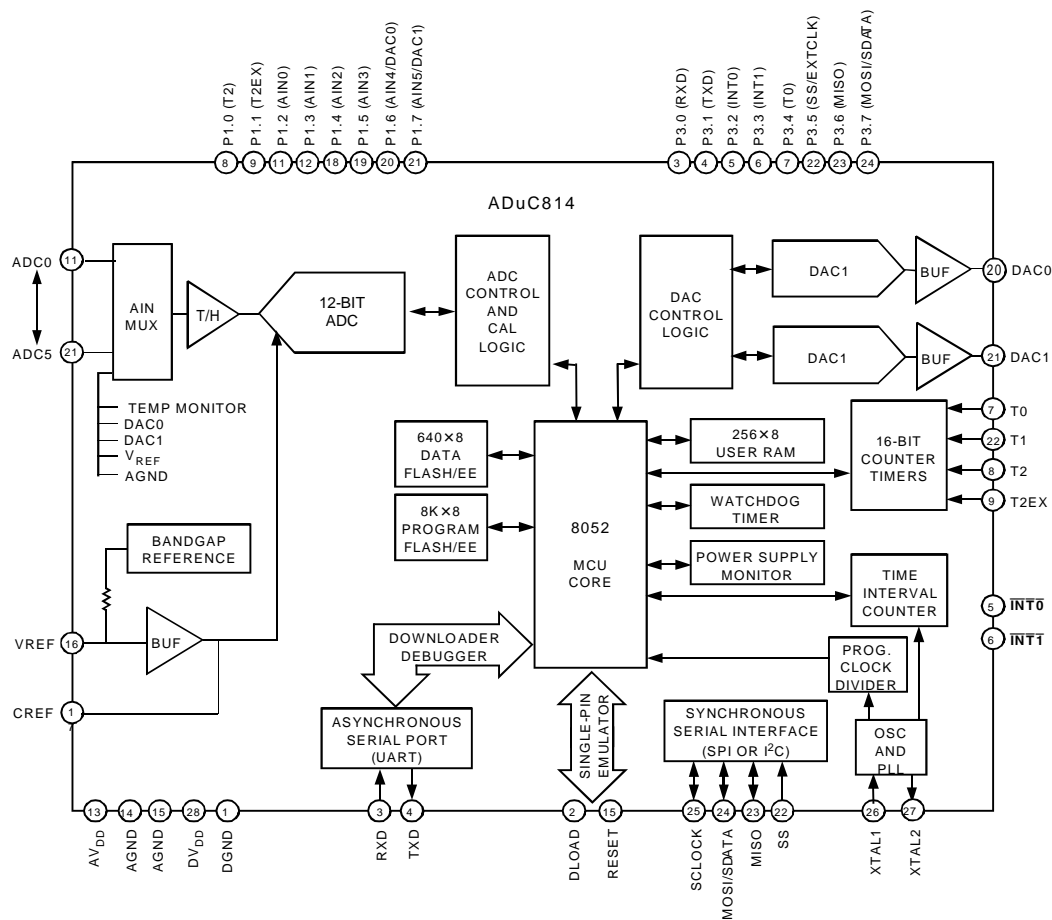 P1.0 (T2)
P1.1 (T2EX)
P1.2 (AIN0)
P1.3 (AIN1)
P1.4 (AIN2)
P1.5 (AIN3)
P1.6 (AIN4/DAC0)
P1.7 (AIN5/DAC1)
P3.0 (RXD)
P3.1 (TXD)
P3.2 (INT0)
P3.3 (INT1)
P3.4 (T0)
P3.5 (SS/EXTCLK)
P3.6 (MISO)
P3.7 (MOSI/SDATA)
8 9 11 12 18 19 20 21
3 4 5 6 7 22 23 24
ADuC814
ADC0
11
ADC5
21
AIN
MUX
T/H
12-BIT
ADC
ADC
CONTROL
AND
CAL
LOGIC
DAC
CONTROL
LOGIC
DAC1
BUF
20 DAC0
DAC1
BUF
21 DAC1
TEMP MONITOR
DAC0
DAC1
VREF
AGND
640×8
DATA
FLASH/EE
8K×8
PROGRAM
FLASH/EE
8052
MCU
CORE
256×8
USER RAM
WATCHDOG
TIMER
POWER SUPPLY
MONITOR
16-BIT
COUNTER
TIMERS
7 T0
22 T1
8 T2
9 T2EX
TIME
INTERVAL
COUNTER
5 I̅N̅T̅0̅
6 I̅N̅T̅1̅
BANDGAP
REFERENCE
VREF
16
BUF
CREF
1
DOWNLOADER
DEBUGGER
ASYNCHRONOUS
SERIAL PORT
(UART)
SINGLE-PIN
EMULATOR
SYNCHRONOUS
SERIAL INTERFACE
(SPI OR I²C)
PROG.
CLOCK
DIVIDER
OSC
AND
PLL
13 14 15 28 1
3 4
2 15
25 24 23 22
26 27
AVDD
AGND
AGND
DVDD
DGND
RXD
TXD
DLOAD
RESET
SCLOCK
MOSI/SDATA
MISO
SS
XTAL1
XTAL2